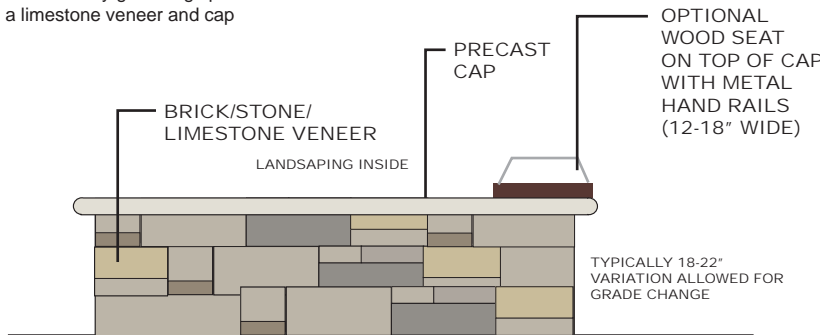 a limestone veneer and cap
OPTIONAL
WOOD SEAT
ON TOP OF CAP
WITH METAL
HAND RAILS
(12-18" WIDE)
PRECAST
CAP
BRICK/STONE/
LIMESTONE VENEER
LANDSAPING INSIDE
TYPICALLY 18-22"
VARIATION ALLOWED FOR
GRADE CHANGE